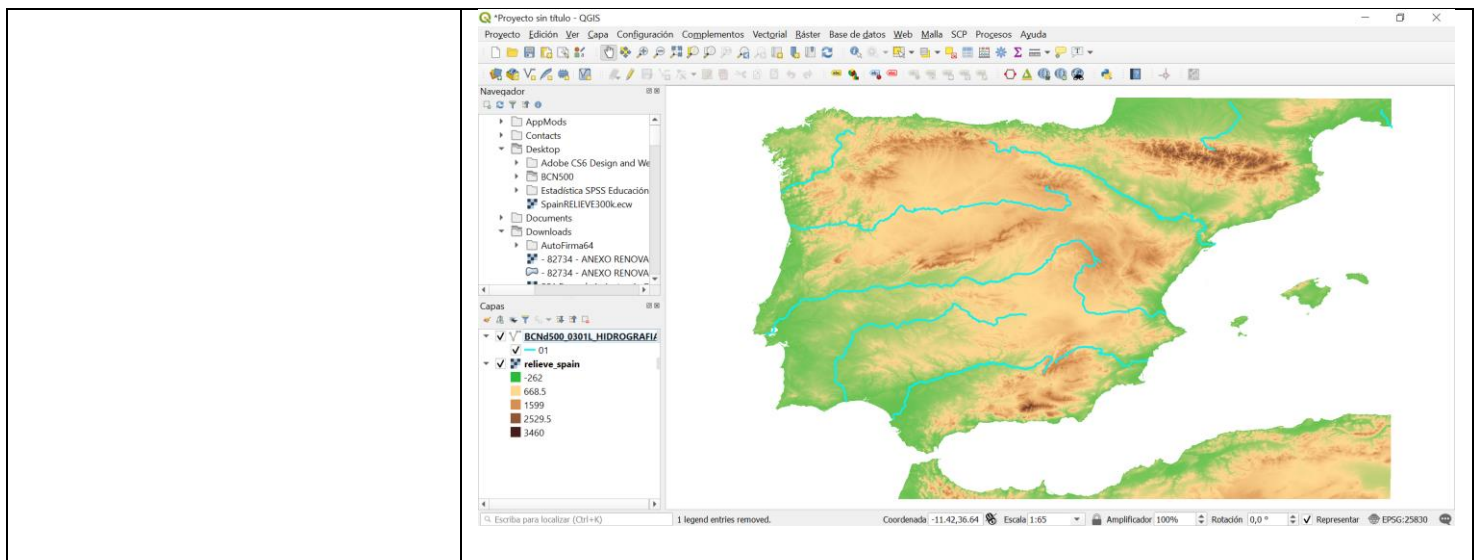 *Proyecto sin título - QGIS
Proyecto Edición Ver Capa Configuración Complementos Vectorial Ráster Base de datos Web Malla SCP Procesos Ayuda
Navegador
AppMods
Contacts
Desktop
Adobe CS6 Design and We
BCN500
Estadística SPSS Educación
SpainRELIEVE300k.ecw
Documents
Downloads
AutoFirma64
- 82734 - ANEXO RENOVA
- 82734 - ANEXO RENOVA
Capas
BCNd500_0301L_HIDROGRAFIA
01
relieve_spain
-262
668.5
1599
2529.5
3460
Escriba para localizar (Ctrl+K) 1 legend entries removed. Coordenada -11.42,36.64 Escala 1:65 Amplificador 100% Rotación 0,0 ° Representar EPSG:25830